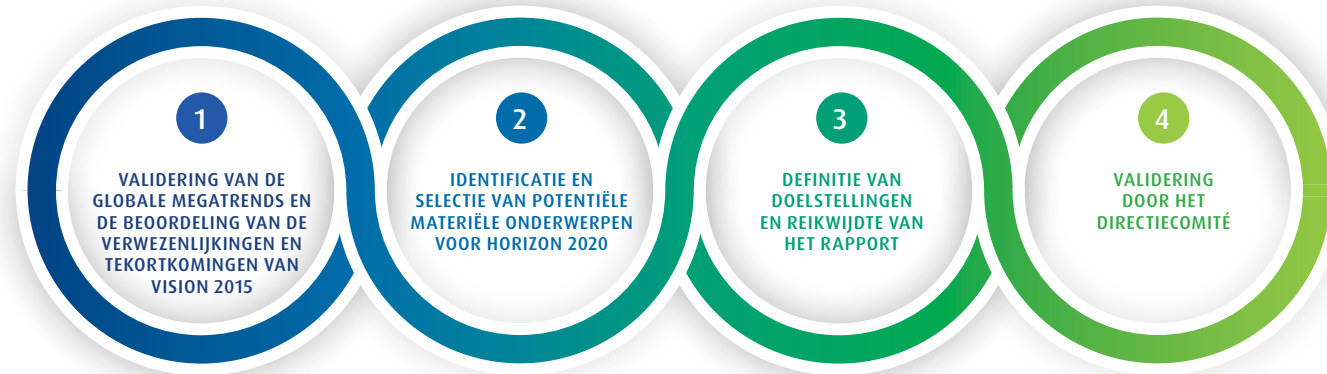 1
VALIDERING VAN DE
GLOBALE MEGATRENDS EN
DE BEOORDELING VAN DE
VERWEZENLIJKINGEN EN
TEKORTKOMINGEN VAN
VISION 2015
2
IDENTIFICATIE EN
SELECTIE VAN POTENTIËLE
MATERIËLE ONDERWERPEN
VOOR HORIZON 2020
3
DEFINITIE VAN
DOELSTELLINGEN
EN REIKWIJDTE VAN
HET RAPPORT
4
VALIDERING
DOOR HET
DIRECTIECOMITÉ